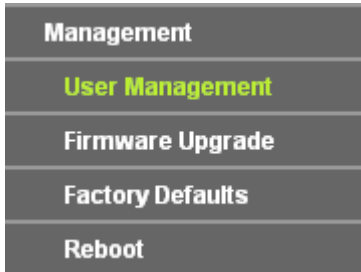 Management
User Management
Firmware Upgrade
Factory Defaults
Reboot